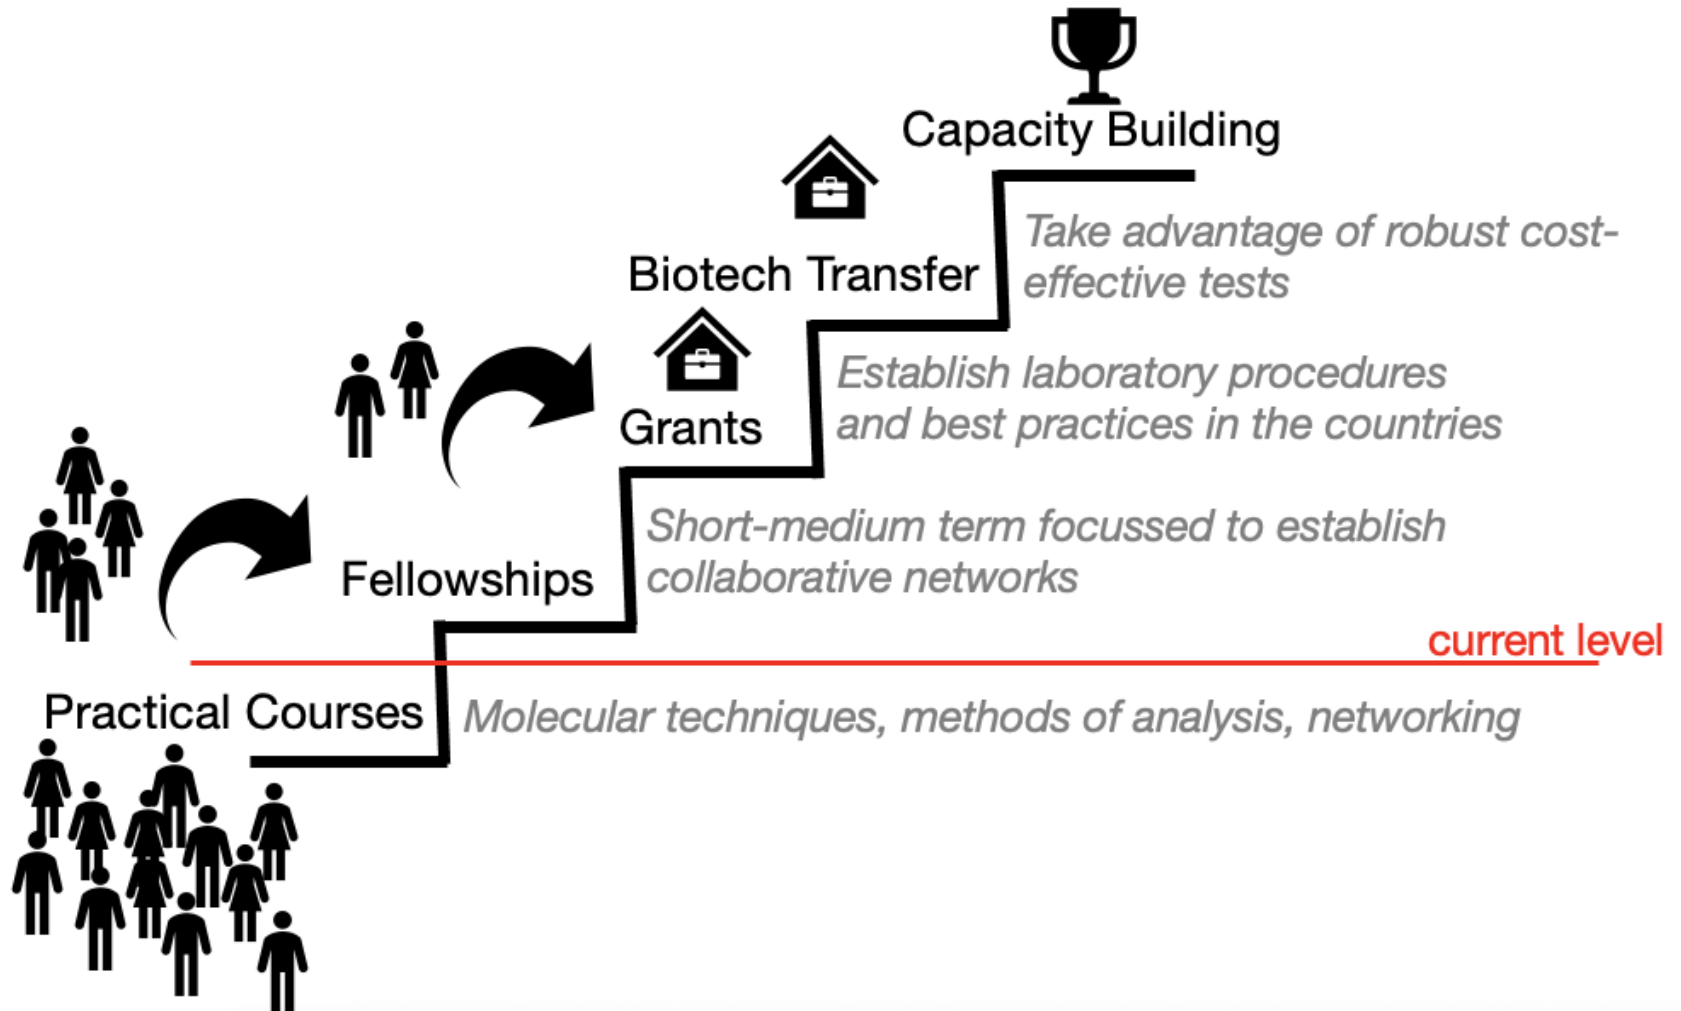 Capacity Building
Take advantage of robust cost-
effective tests
Biotech Transfer
Establish laboratory procedures
and best practices in the countries
Grants
Short-medium term focussed to establish
collaborative networks
Fellowships
current level
Practical Courses
Molecular techniques, methods of analysis, networking